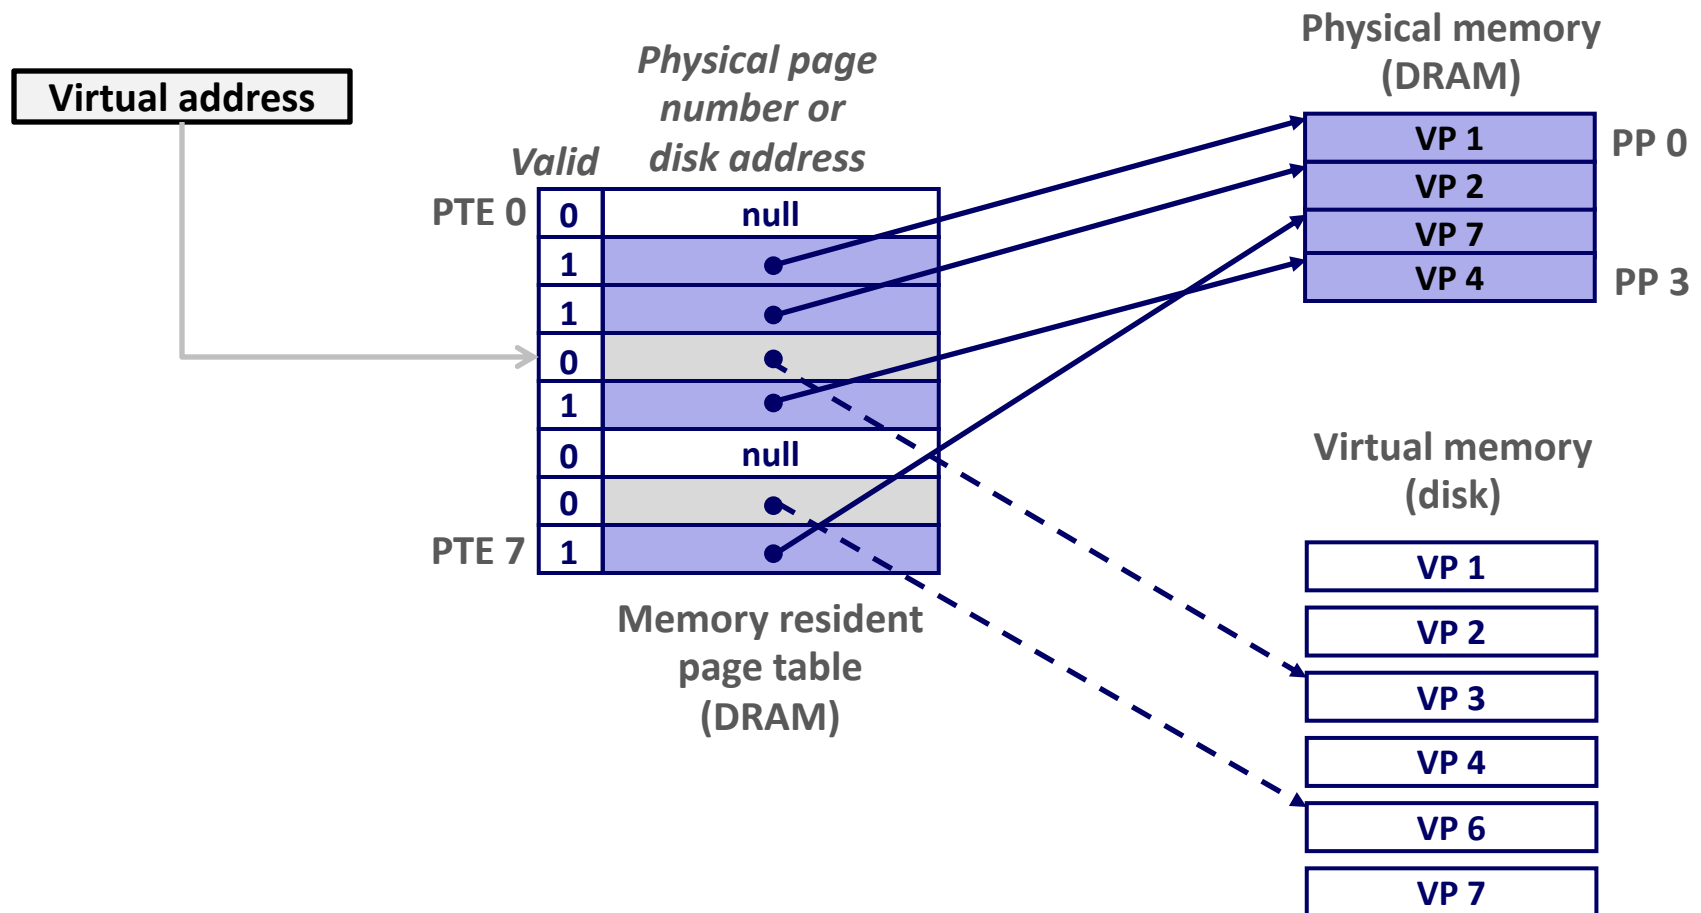 Virtual address
Physical page
number or
disk address
Valid
PTE 0
0
null
1
1
0
1
0
null
0
PTE 7
1
Memory resident
page table
(DRAM)
Physical memory
(DRAM)
VP 1
PP 0
VP 2
VP 7
VP 4
PP 3
Virtual memory
(disk)
VP 1
VP 2
VP 3
VP 4
VP 6
VP 7